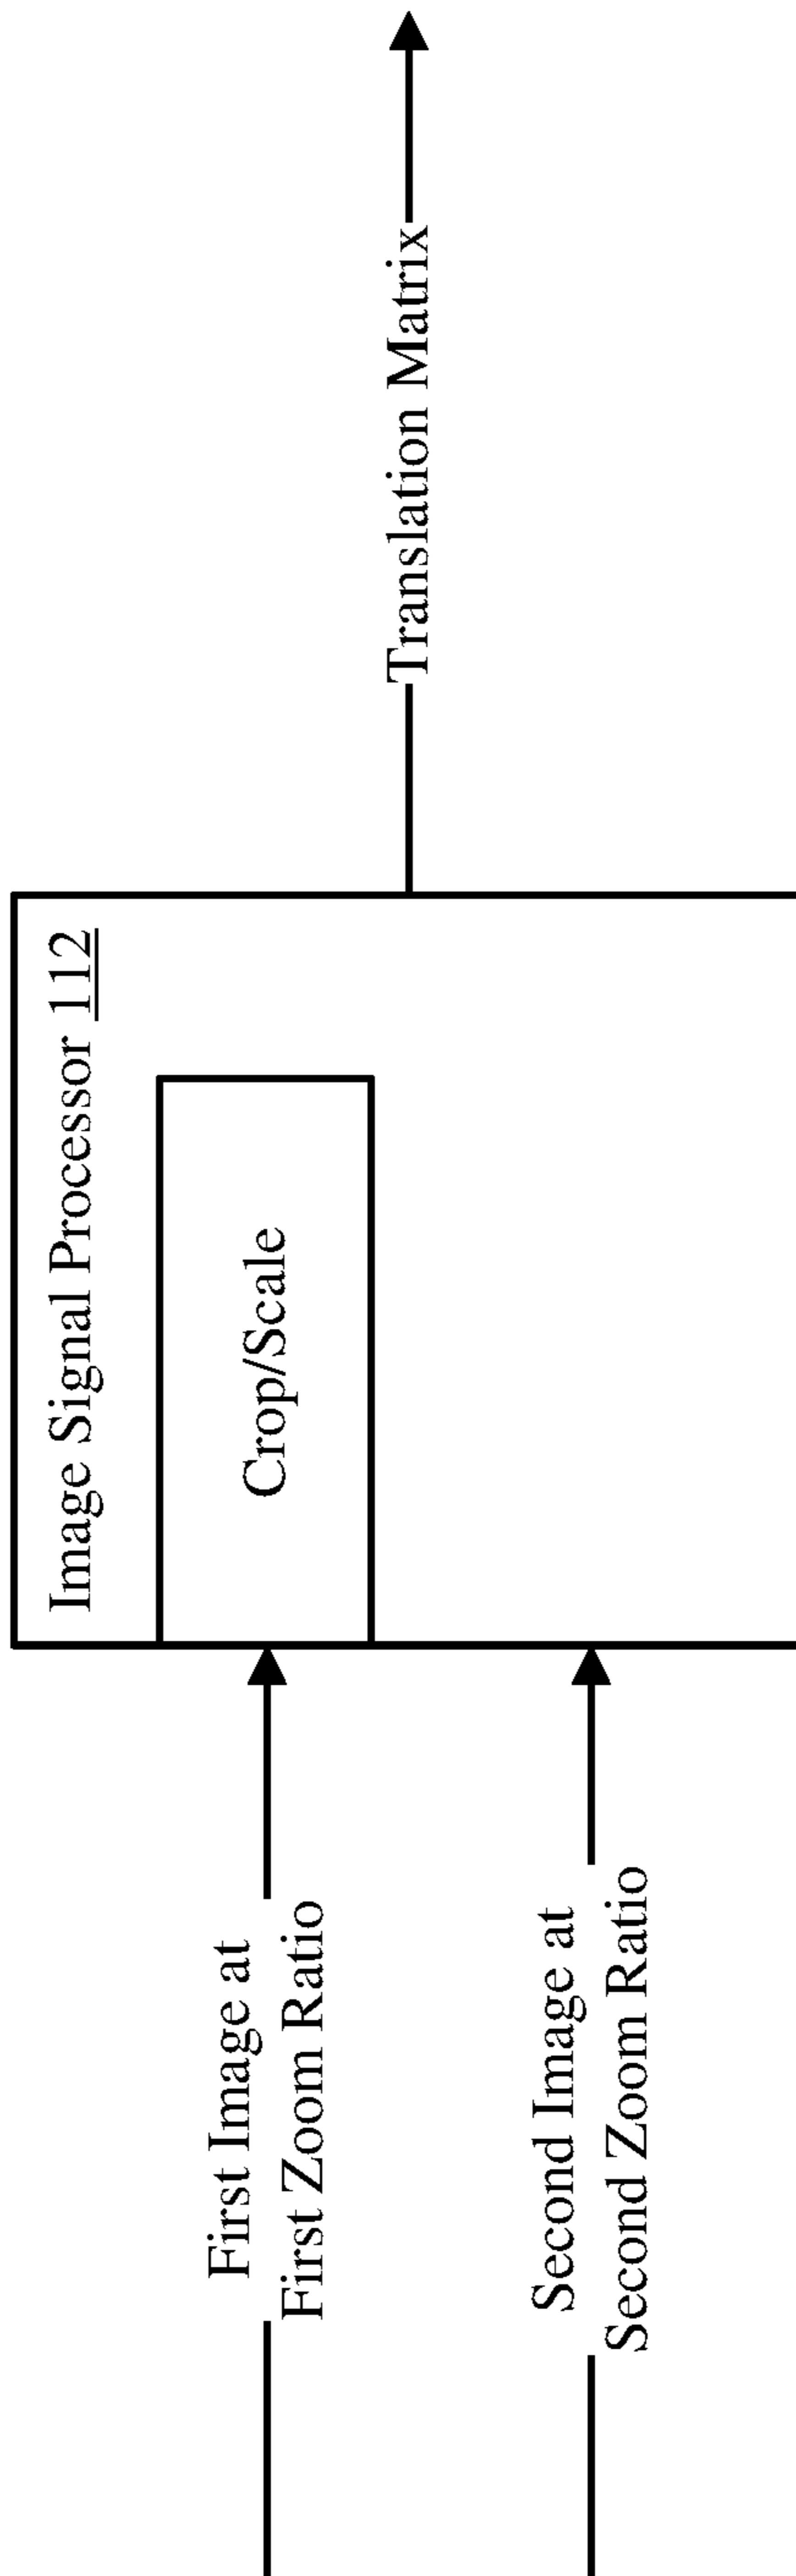 Image Signal Processor 112
Crop/Scale
First Image at
First Zoom Ratio
Second Image at
Second Zoom Ratio
Translation Matrix